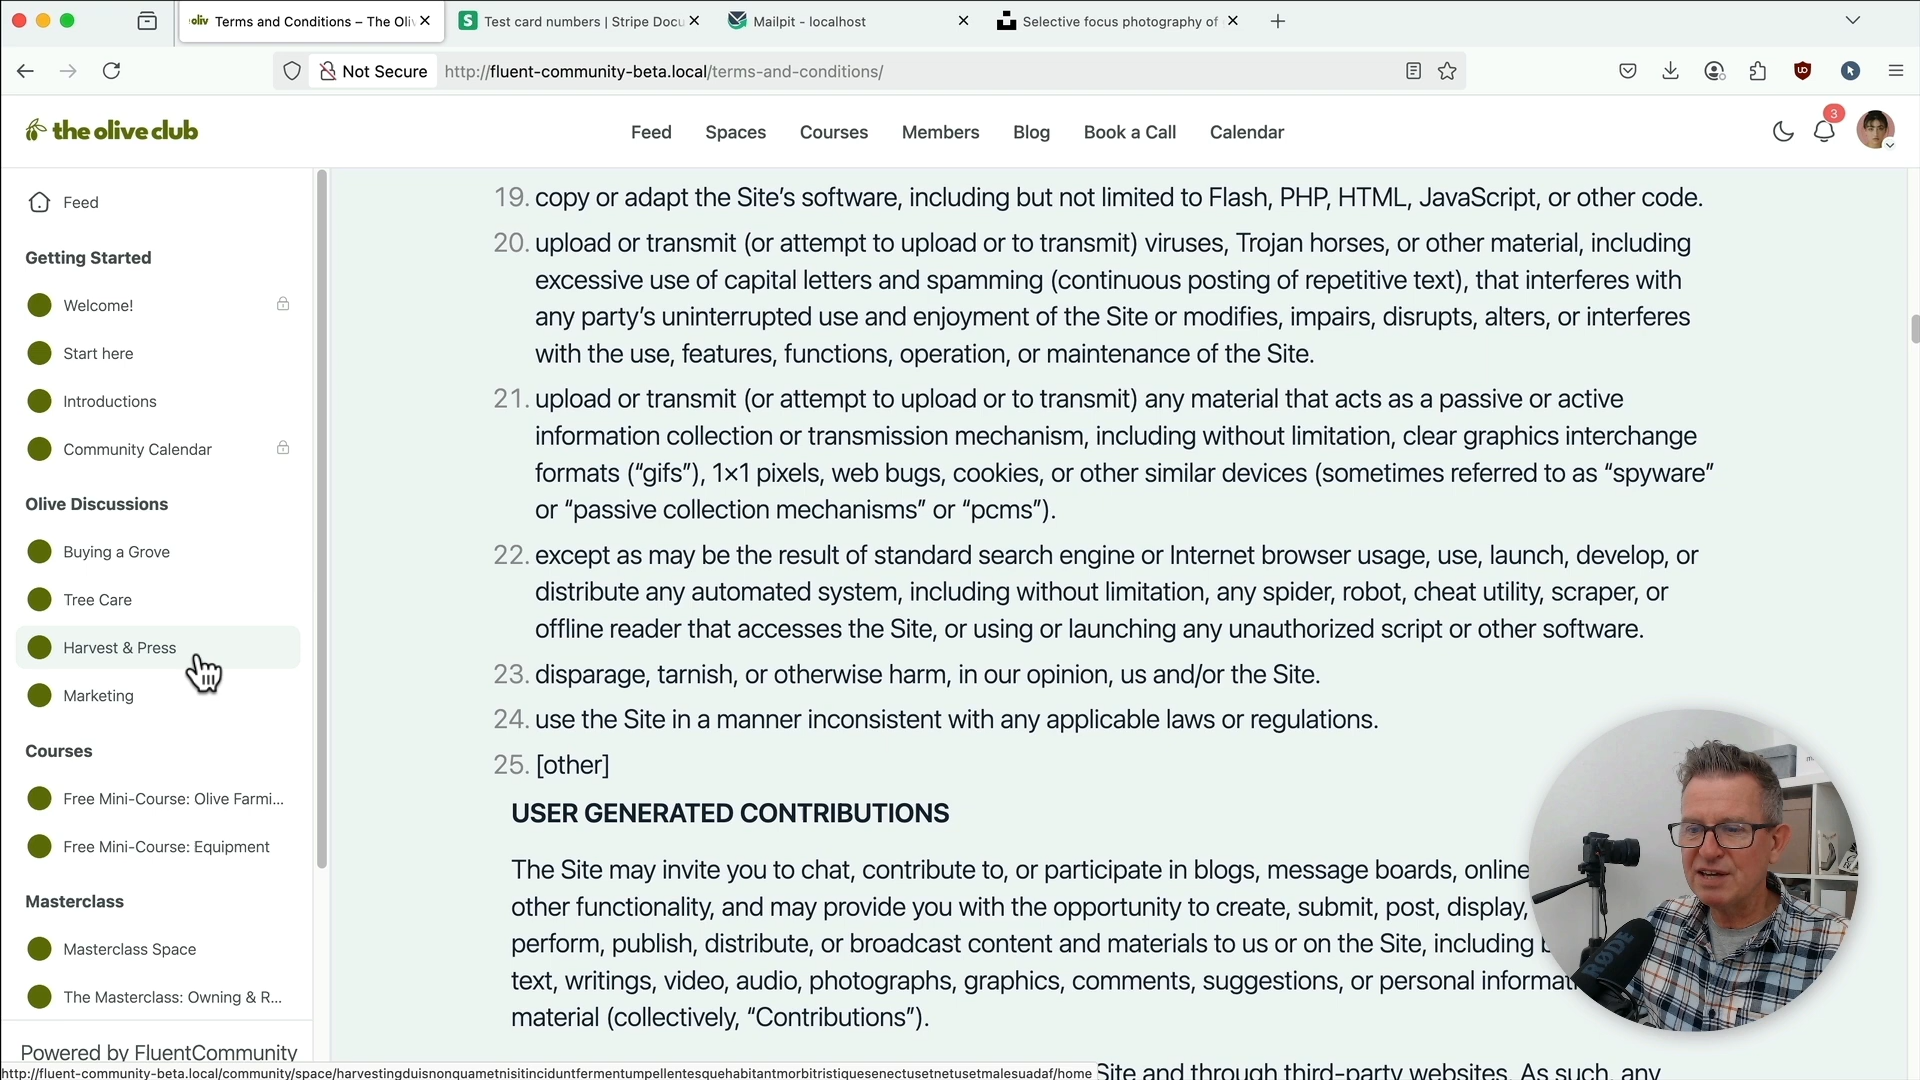 Terms and Conditions – The Oliv
Test card numbers | Stripe Docu
Mailpit - localhost
Selective focus photography of
Not Secure
http://fluent-community-beta.local/terms-and-conditions/
the olive club
Feed
Spaces
Courses
Members
Blog
Book a Call
Calendar
3
Feed
Getting Started
Welcome!
Start here
Introductions
Community Calendar
Olive Discussions
Buying a Grove
Tree Care
Harvest & Press
Marketing
Courses
Free Mini-Course: Olive Farmi...
Free Mini-Course: Equipment
Masterclass
Masterclass Space
The Masterclass: Owning & R...
Powered by FluentCommunity
19. copy or adapt the Site’s software, including but not limited to Flash, PHP, HTML, JavaScript, or other code.
20. upload or transmit (or attempt to upload or to transmit) viruses, Trojan horses, or other material, including
excessive use of capital letters and spamming (continuous posting of repetitive text), that interferes with
any party’s uninterrupted use and enjoyment of the Site or modifies, impairs, disrupts, alters, or interferes
with the use, features, functions, operation, or maintenance of the Site.
21. upload or transmit (or attempt to upload or to transmit) any material that acts as a passive or active
information collection or transmission mechanism, including without limitation, clear graphics interchange
formats (“gifs”), 1×1 pixels, web bugs, cookies, or other similar devices (sometimes referred to as “spyware”
or “passive collection mechanisms” or “pcms”).
22. except as may be the result of standard search engine or Internet browser usage, use, launch, develop, or
distribute any automated system, including without limitation, any spider, robot, cheat utility, scraper, or
offline reader that accesses the Site, or using or launching any unauthorized script or other software.
23. disparage, tarnish, or otherwise harm, in our opinion, us and/or the Site.
24. use the Site in a manner inconsistent with any applicable laws or regulations.
25. [other]
USER GENERATED CONTRIBUTIONS
The Site may invite you to chat, contribute to, or participate in blogs, message boards, online
other functionality, and may provide you with the opportunity to create, submit, post, display,
perform, publish, distribute, or broadcast content and materials to us or on the Site, including
text, writings, video, audio, photographs, graphics, comments, suggestions, or personal
material (collectively, “Contributions”).
Site and through third-party websites. As such, any
RØDE